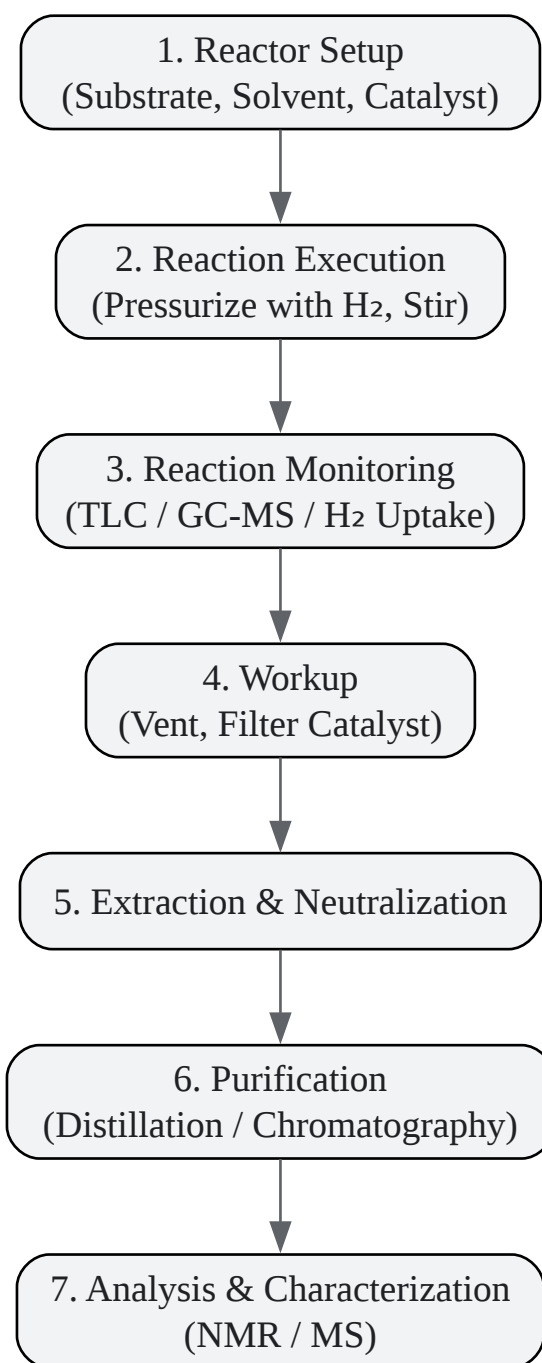 1. Reactor Setup
(Substrate, Solvent, Catalyst)
2. Reaction Execution
(Pressurize with H₂, Stir)
3. Reaction Monitoring
(TLC / GC-MS / H₂ Uptake)
4. Workup
(Vent, Filter Catalyst)
5. Extraction & Neutralization
6. Purification
(Distillation / Chromatography)
7. Analysis & Characterization
(NMR / MS)